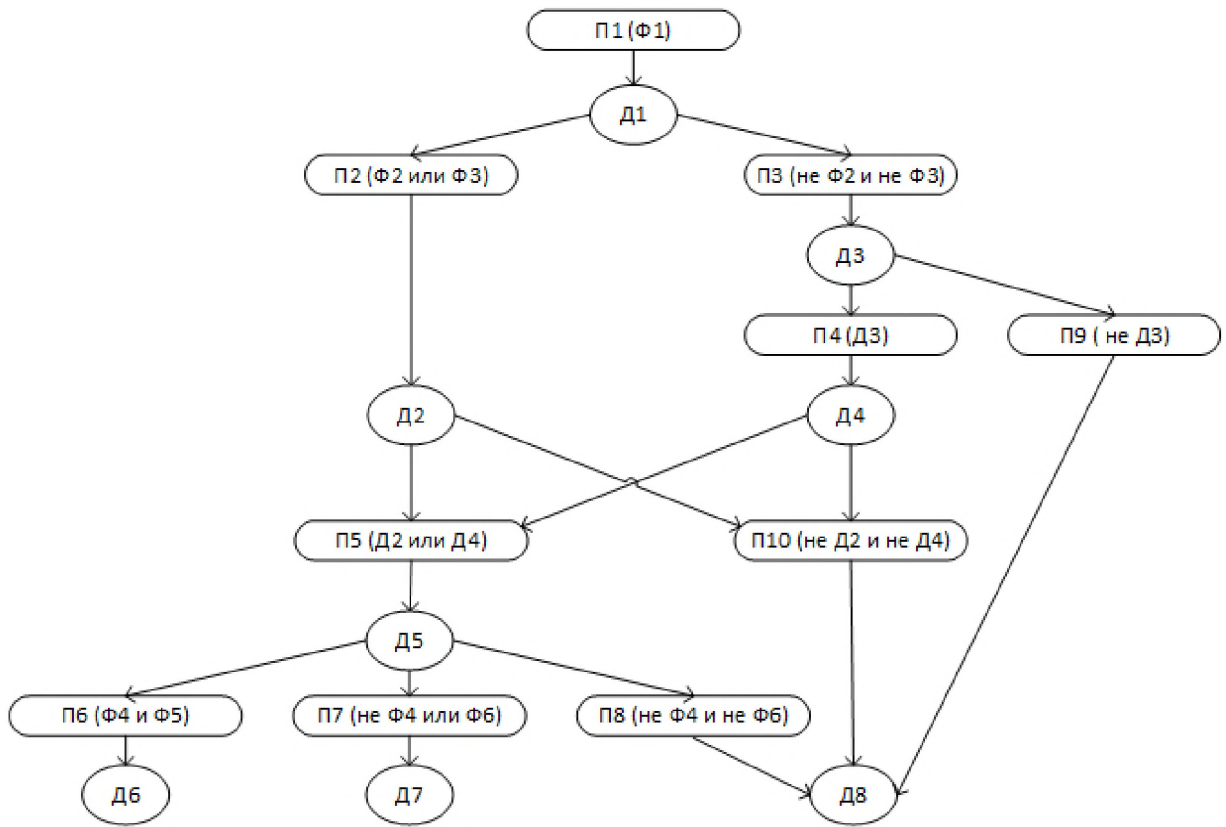 П1 (Ф1)
Д1
П2 (Ф2 или Ф3)
П3 (не Ф2 и не Ф3)
Д3
П4 (Д3)
П9 ( не Д3)
Д2
Д4
П5 (Д2 или Д4)
П10 (не Д2 и не Д4)
Д5
П6 (Ф4 и Ф5)
П7 (не Ф4 или Ф6)
П8 (не Ф4 и не Ф6)
Д6
Д7
Д8